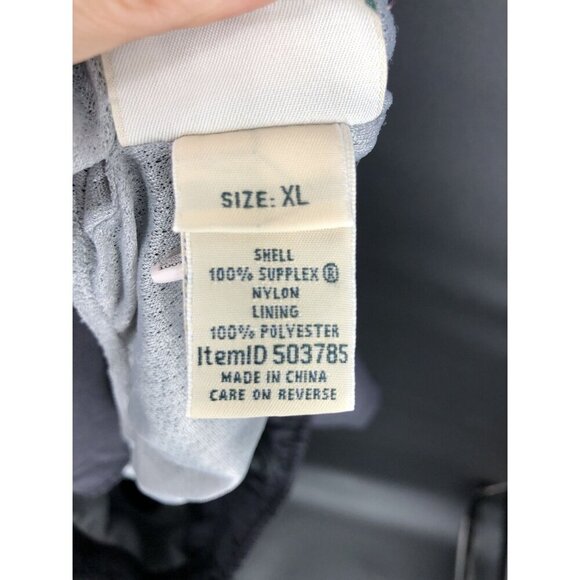 SIZE: XL
SHELL
100% SUPPLEX ®
NYLON
LINING
100% POLYESTER
ItemID 503785
MADE IN CHINA
CARE ON REVERSE